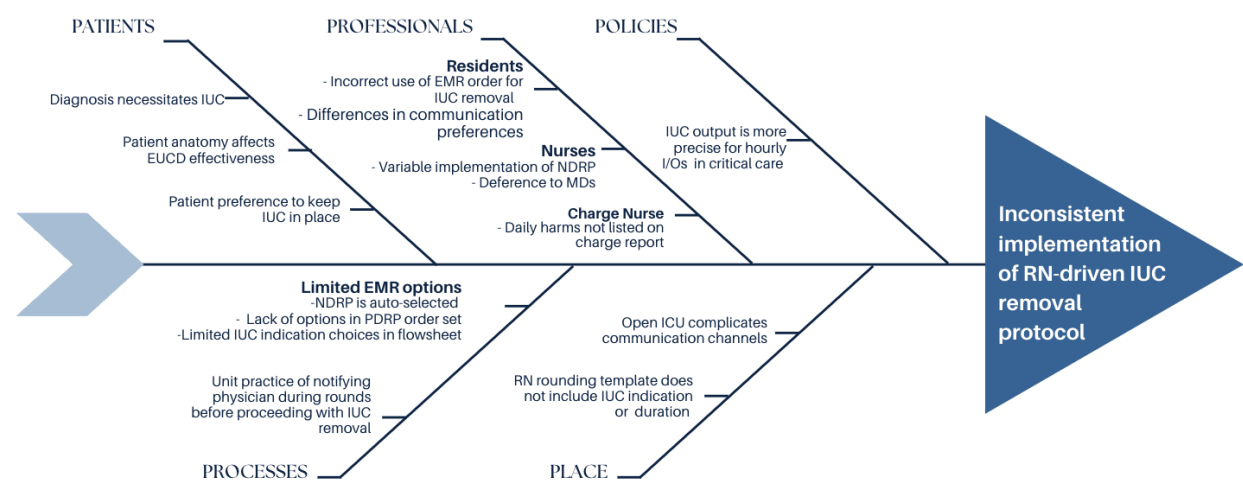 PATIENTS
Diagnosis necessitates IUC
Patient anatomy affects
EUCD effectiveness
Patient preference to keep
IUC in place
PROFESSIONALS
Residents
- Incorrect use of EMR order for
IUC removal
- Differences in communication
preferences
Nurses
- Variable implementation of NDRP
- Deference to MDs
Charge Nurse
- Daily harms not listed on
charge report
POLICIES
IUC output is more
precise for hourly
I/Os in critical care
Inconsistent
implementation
of RN-driven IUC
removal
protocol
Limited EMR options
-NDRP is auto-selected
- Lack of options in PDRP order set
-Limited IUC indication choices in flowsheet
Unit practice of notifying
physician during rounds
before proceeding with IUC
removal
PROCESSES
Open ICU complicates
communication channels
RN rounding template does
not include IUC indication
or duration
PLACE